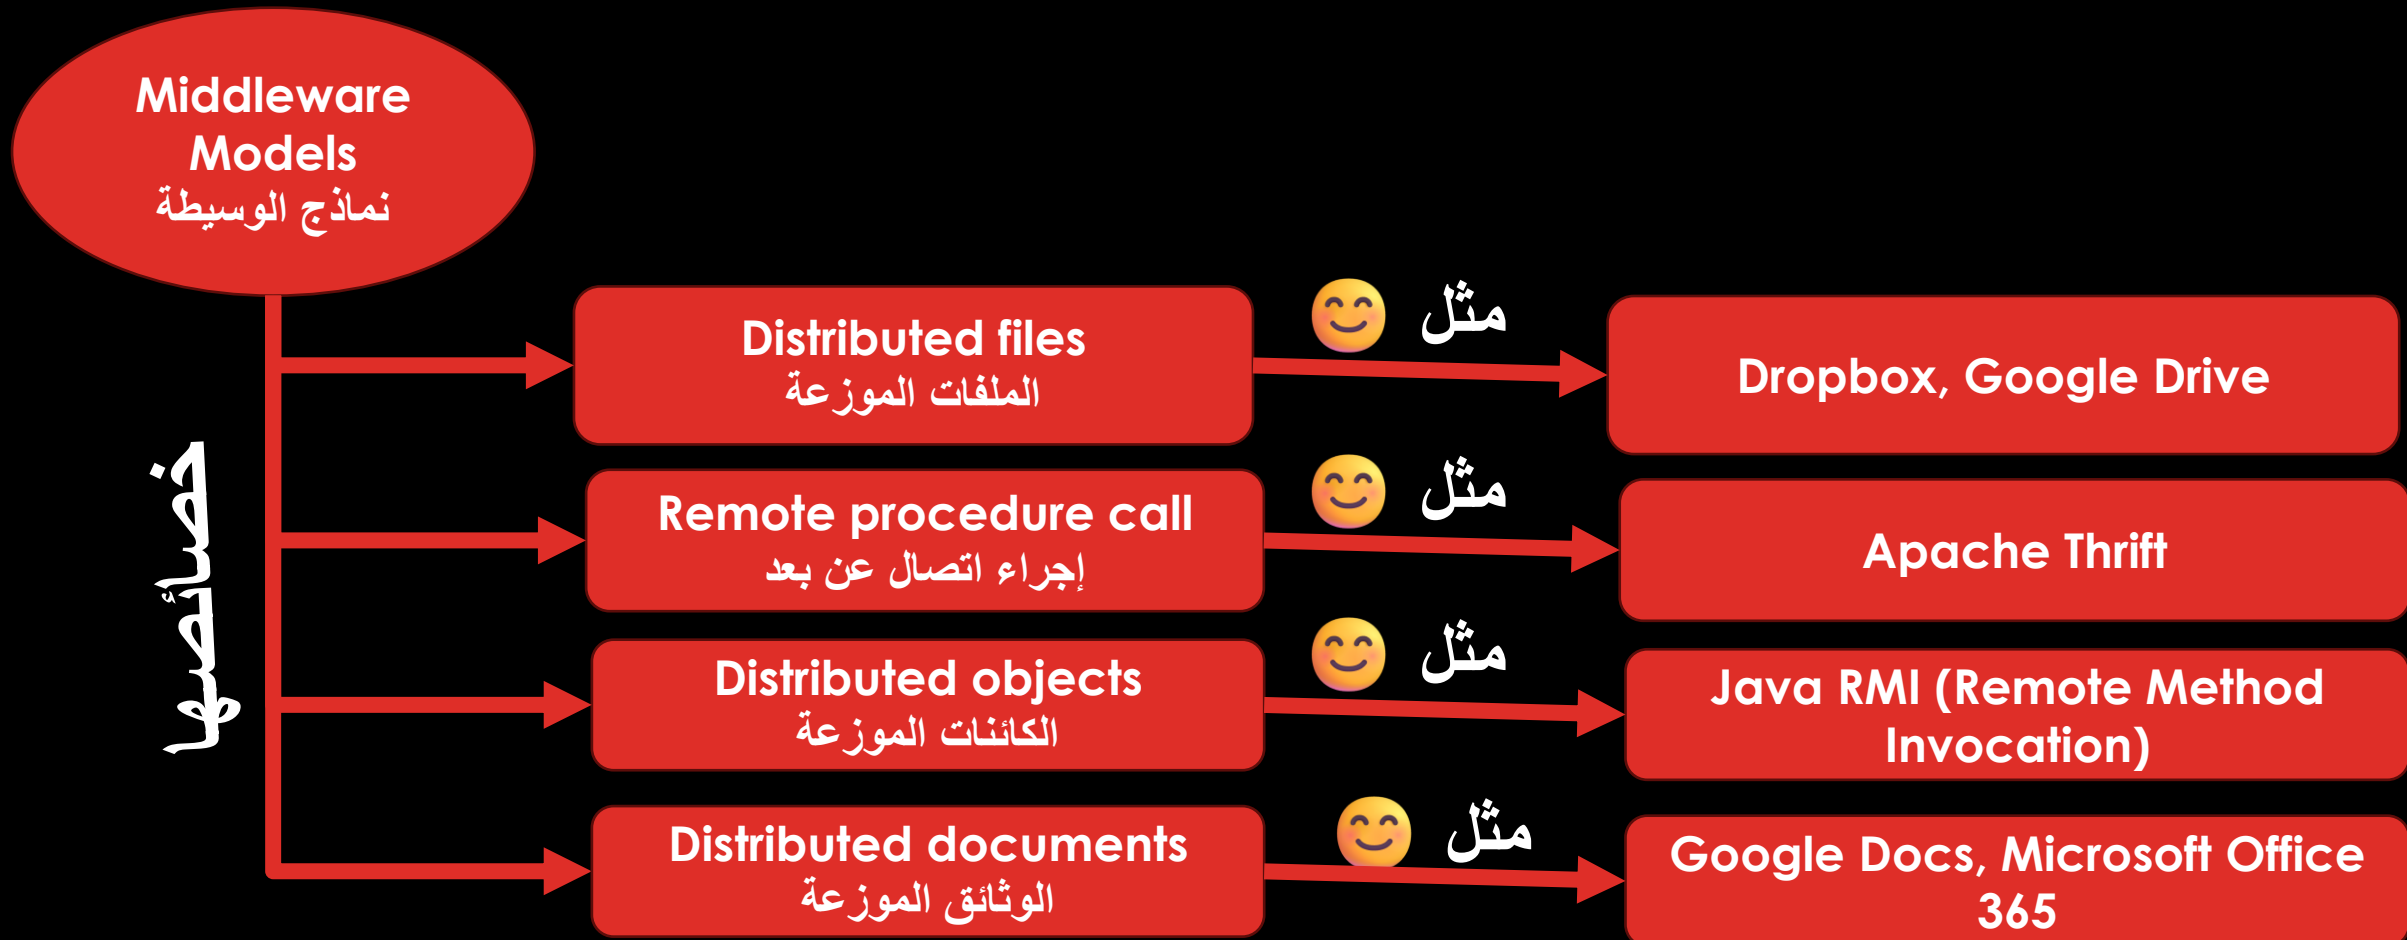 Middleware
Models
نماذج الوسيطة
خصائصها
Distributed files
الملفات الموزعة
مثل
Dropbox, Google Drive
Remote procedure call
إجراء اتصال عن بعد
مثل
Apache Thrift
Distributed objects
الكائنات الموزعة
مثل
Java RMI (Remote Method
Invocation)
Distributed documents
الوثائق الموزعة
مثل
Google Docs, Microsoft Office
365